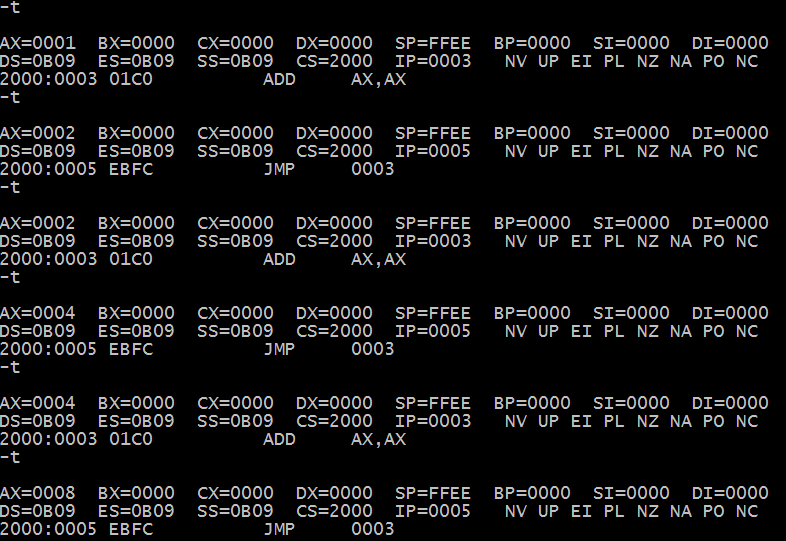 -t
AX=0001  BX=0000  CX=0000  DX=0000  SP=FFEE  BP=0000  SI=0000  DI=0000
DS=0B09  ES=0B09  SS=0B09  CS=2000  IP=0003   NV UP EI PL NZ NA PO NC
2000:0003 01C0          ADD     AX,AX
-t
AX=0002  BX=0000  CX=0000  DX=0000  SP=FFEE  BP=0000  SI=0000  DI=0000
DS=0B09  ES=0B09  SS=0B09  CS=2000  IP=0005   NV UP EI PL NZ NA PO NC
2000:0005 EBFC          JMP     0003
-t
AX=0002  BX=0000  CX=0000  DX=0000  SP=FFEE  BP=0000  SI=0000  DI=0000
DS=0B09  ES=0B09  SS=0B09  CS=2000  IP=0003   NV UP EI PL NZ NA PO NC
2000:0003 01C0          ADD     AX,AX
-t
AX=0004  BX=0000  CX=0000  DX=0000  SP=FFEE  BP=0000  SI=0000  DI=0000
DS=0B09  ES=0B09  SS=0B09  CS=2000  IP=0005   NV UP EI PL NZ NA PO NC
2000:0005 EBFC          JMP     0003
-t
AX=0004  BX=0000  CX=0000  DX=0000  SP=FFEE  BP=0000  SI=0000  DI=0000
DS=0B09  ES=0B09  SS=0B09  CS=2000  IP=0003   NV UP EI PL NZ NA PO NC
2000:0003 01C0          ADD     AX,AX
-t
AX=0008  BX=0000  CX=0000  DX=0000  SP=FFEE  BP=0000  SI=0000  DI=0000
DS=0B09  ES=0B09  SS=0B09  CS=2000  IP=0005   NV UP EI PL NZ NA PO NC
2000:0005 EBFC          JMP     0003